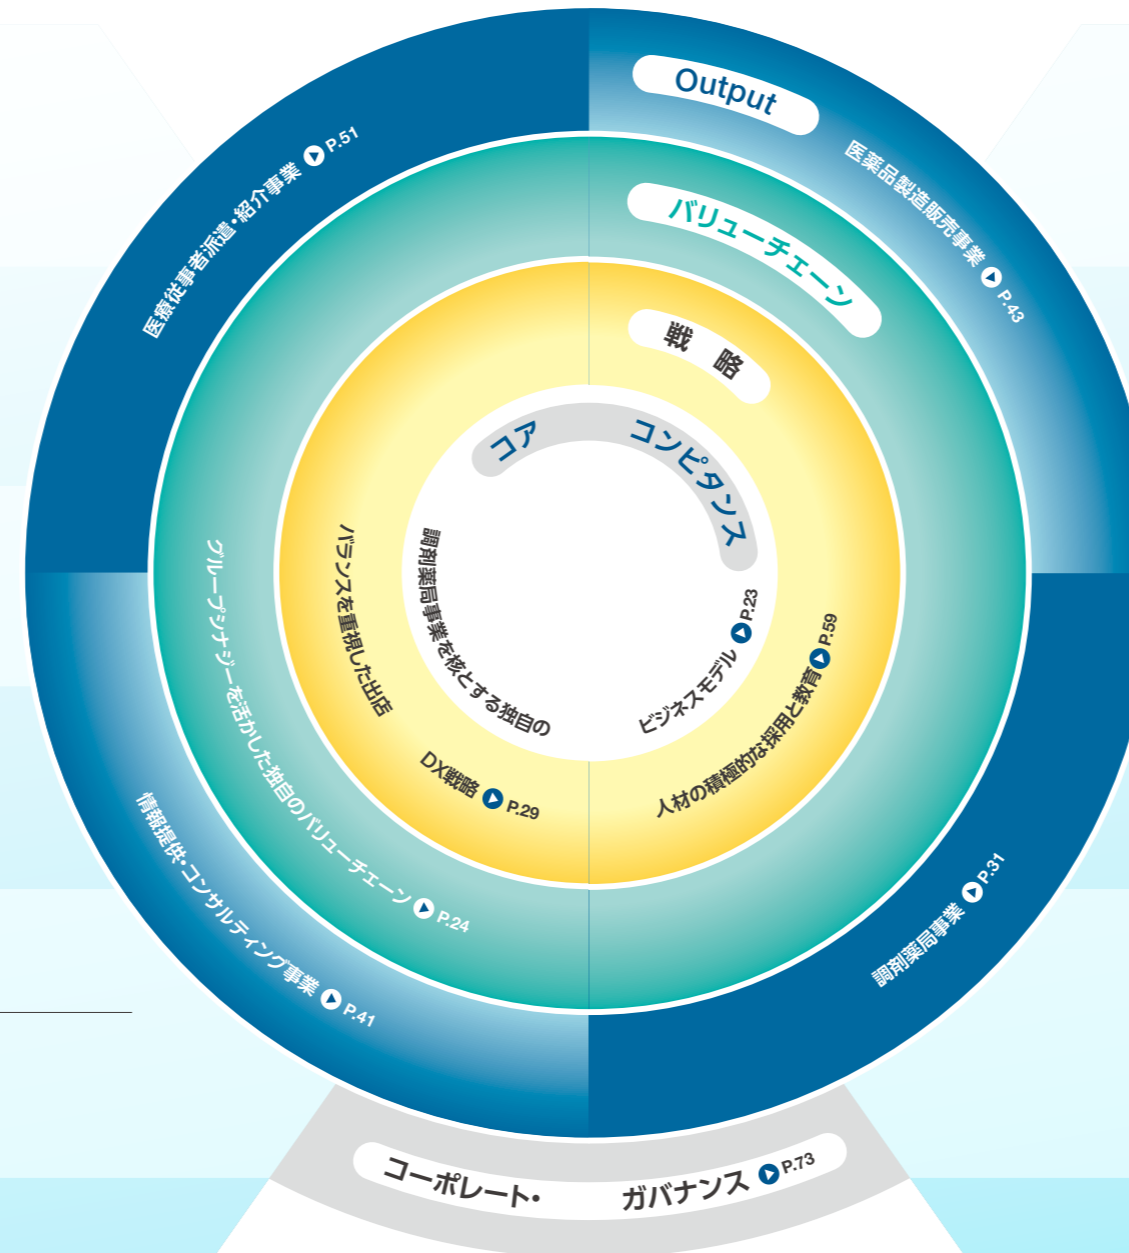 Output
医薬品製造販売事業 P.43
医療従事者派遣・紹介事業 P.51
調剤薬局事業 P.31
情報提供・コンサルティング事業 P.41
バリューチェーン
グループシナジーを活かした独自のバリューチェーン P.24
戦 略
バランスを重視した出店
DX戦略 P.29
人材の積極的な採用と教育 P.59
コア コンピタンス
調剤薬局事業を核とする独自の
ビジネスモデル P.23
コーポレート・ ガバナンス P.73